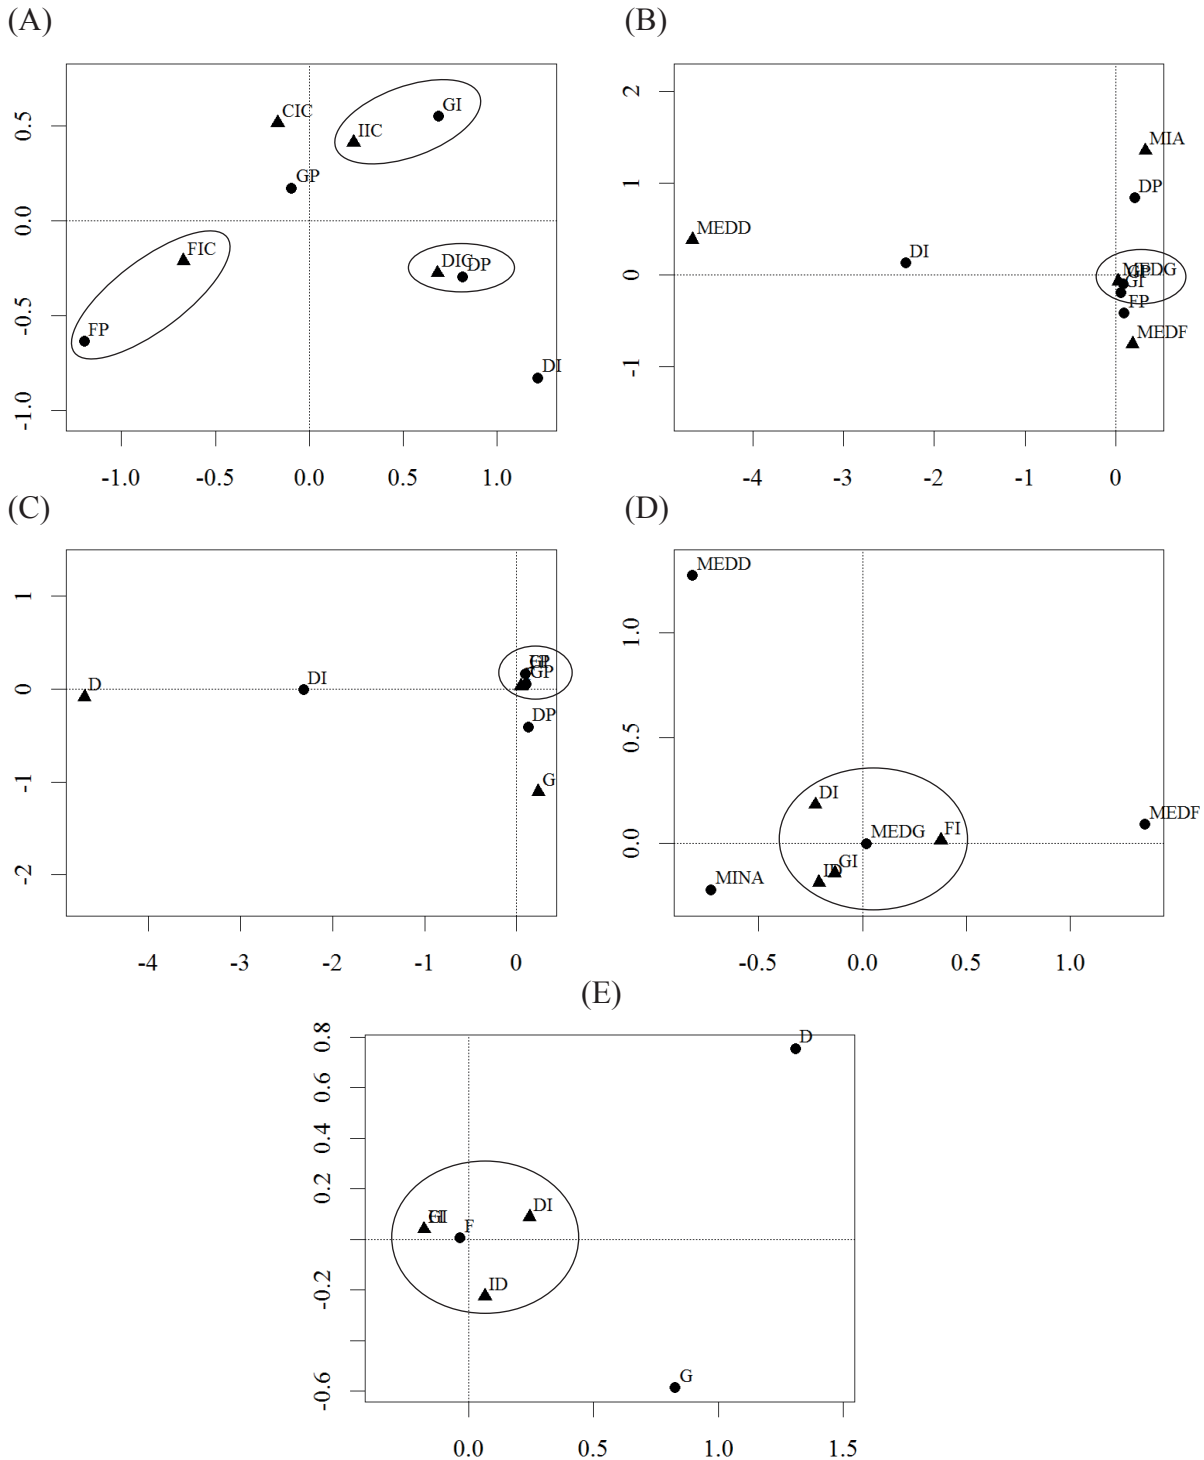 (A)
(B)
CIC
IIC
GI
GP
FIC
DIC
DP
FP
DI
0.5
0.0
-0.5
-1.0
-1.0
-0.5
0.0
0.5
1.0
MIA
DP
MEDD
DI
MEDG
GP
GI
FP
MEDF
2
1
0
-1
-4
-3
-2
-1
0
(C)
(D)
D
DI
GP
DP
G
1
0
-1
-2
-4
-3
-2
-1
0
MEDD
DI
MEDG
FI
MEDF
GI
ID
MINA
1.0
0.5
0.0
-0.5
0.0
0.5
1.0
(E)
D
DI
F
ID
G
0.8
0.6
0.4
0.2
-0.2
-0.6
0.0
0.5
1.0
1.5